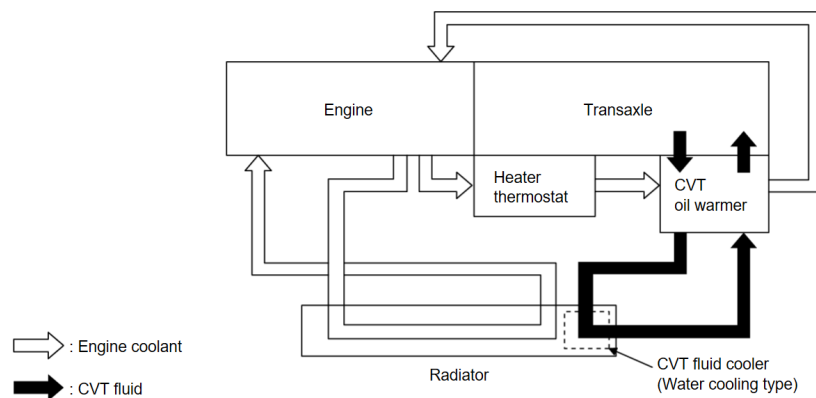 Engine
Transaxle
Heater
thermostat
CVT
oil warmer
: Engine coolant
: CVT fluid
Radiator
CVT fluid cooler
(Water cooling type)